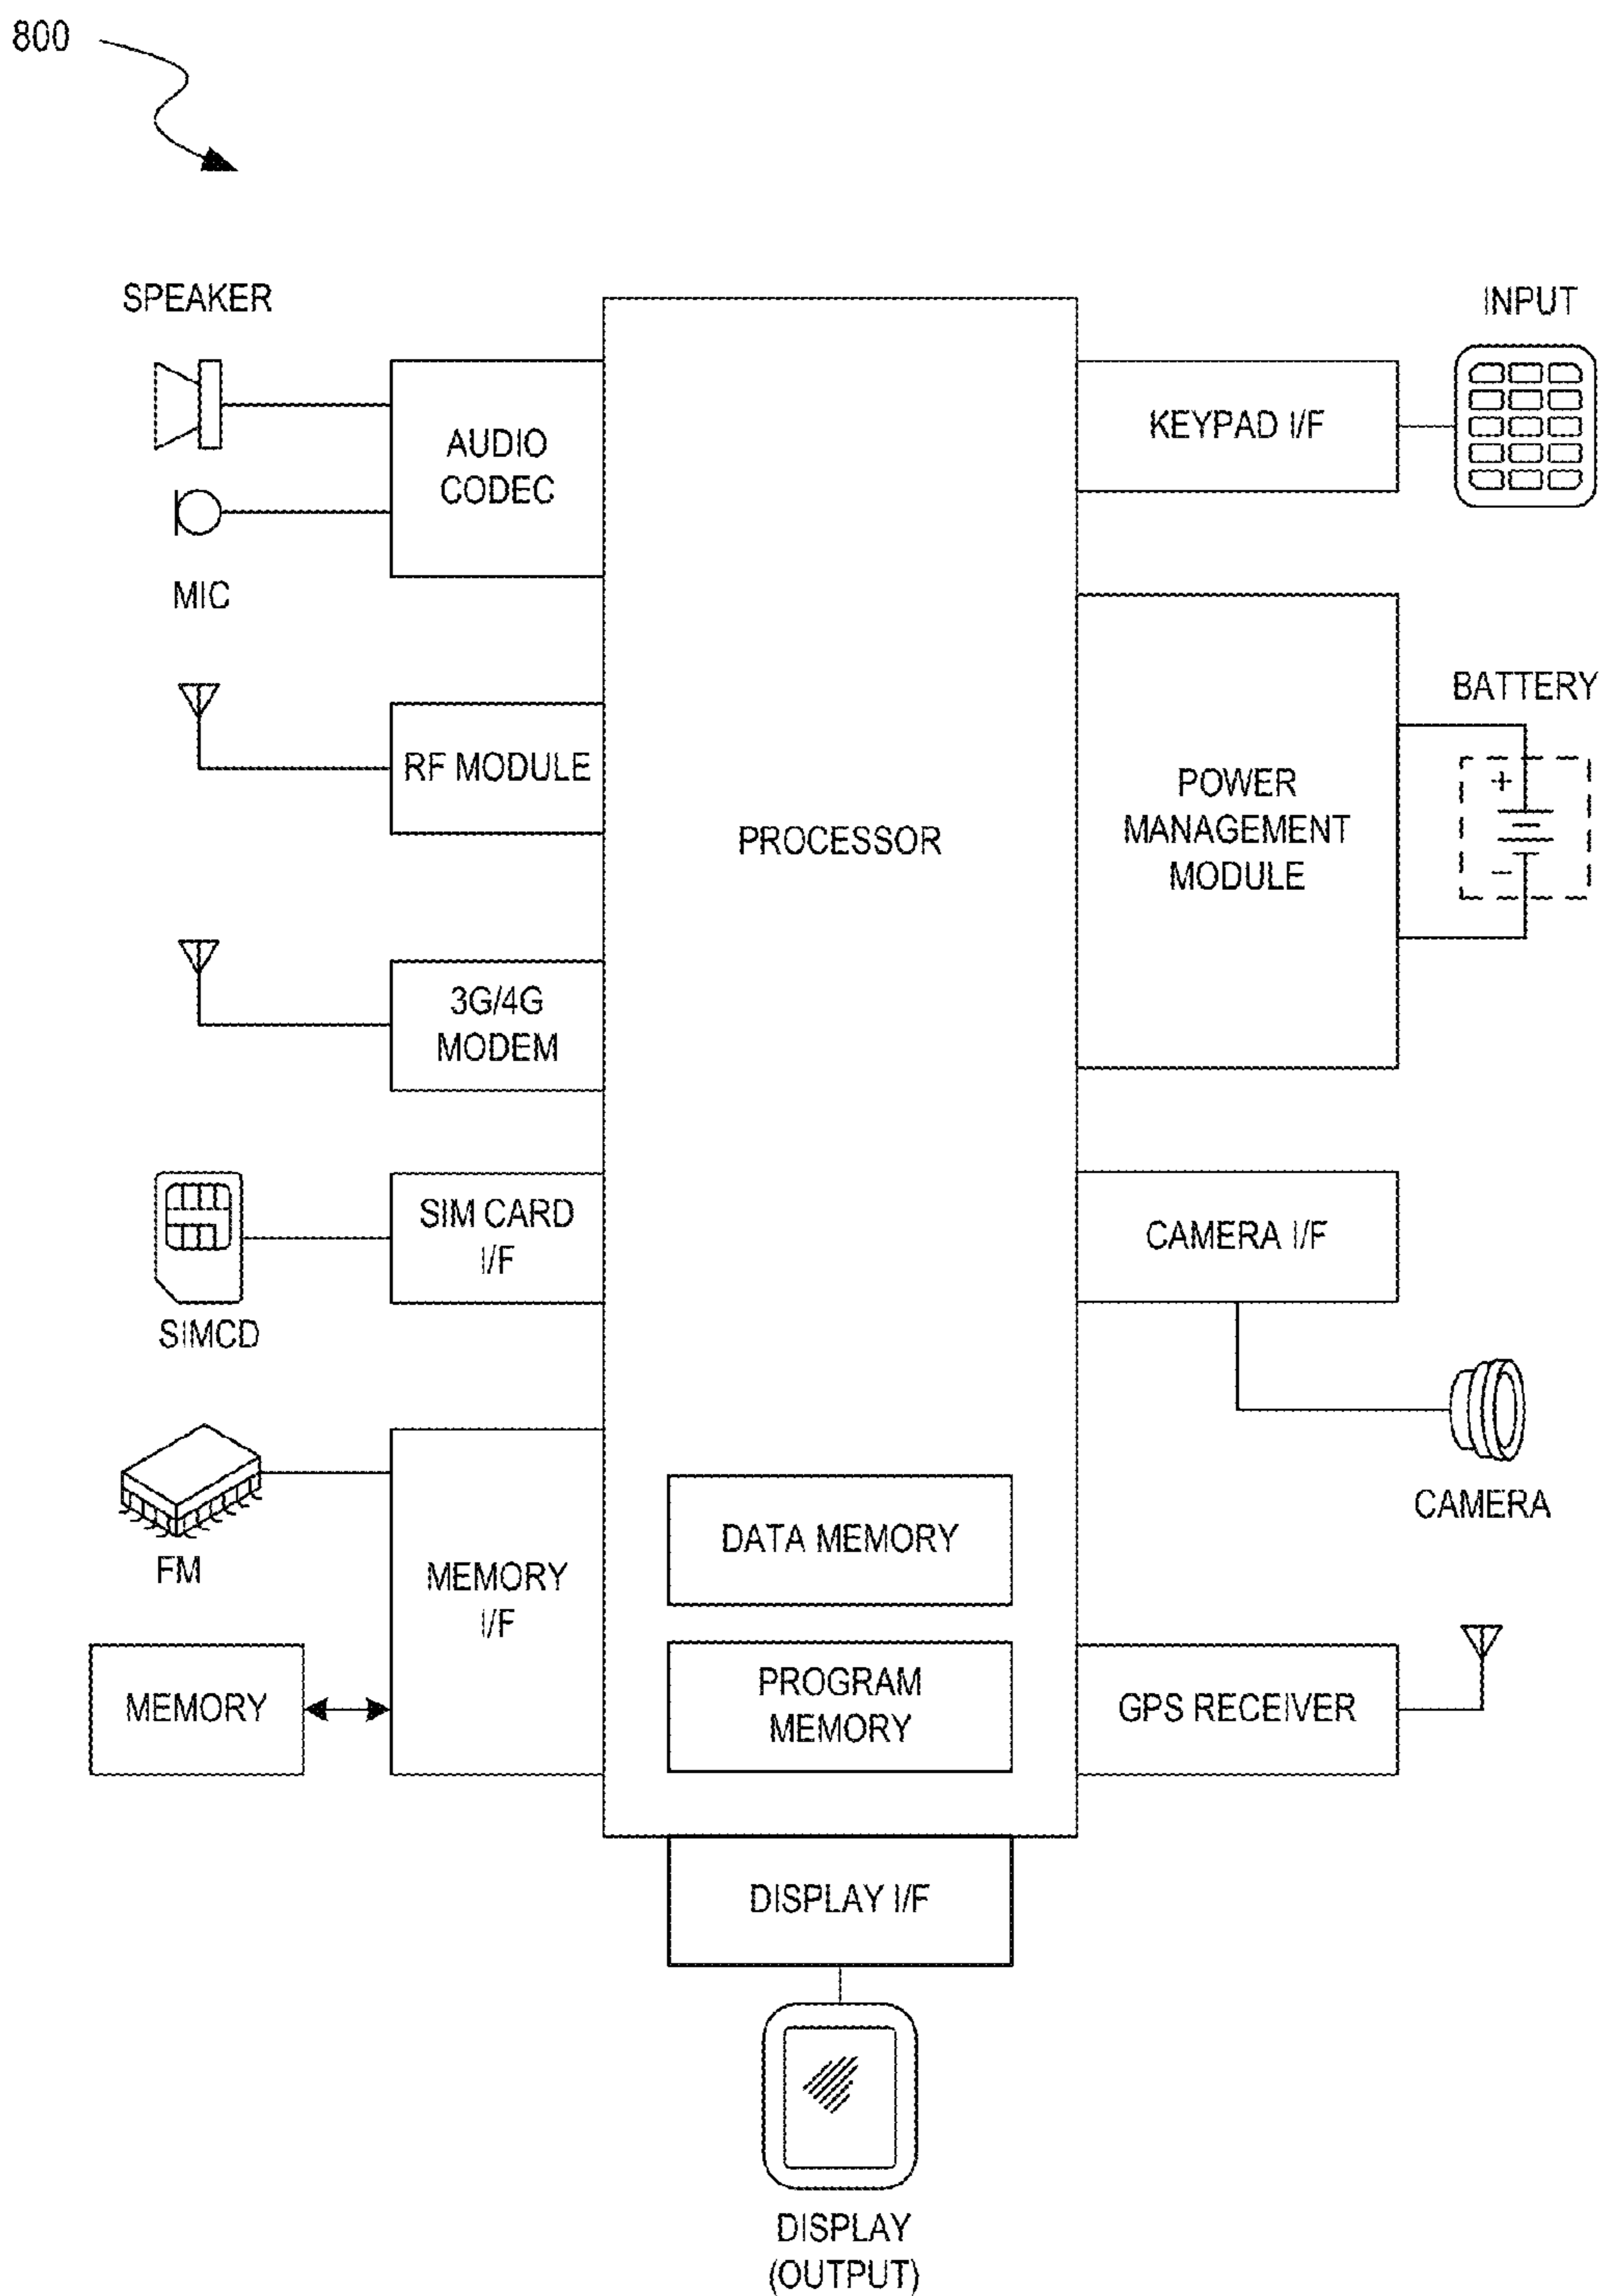 800
SPEAKER
INPUT
AUDIO
CODEC
KEYPAD I/F
MIC
BATTERY
RF MODULE
+
POWER
MANAGEMENT
MODULE
PROCESSOR
–
3G/4G
MODEM
SIM CARD
I/F
CAMERA I/F
SIMCD
CAMERA
DATA MEMORY
FM
MEMORY
I/F
PROGRAM
MEMORY
MEMORY
GPS RECEIVER
DISPLAY I/F
DISPLAY
(OUTPUT)